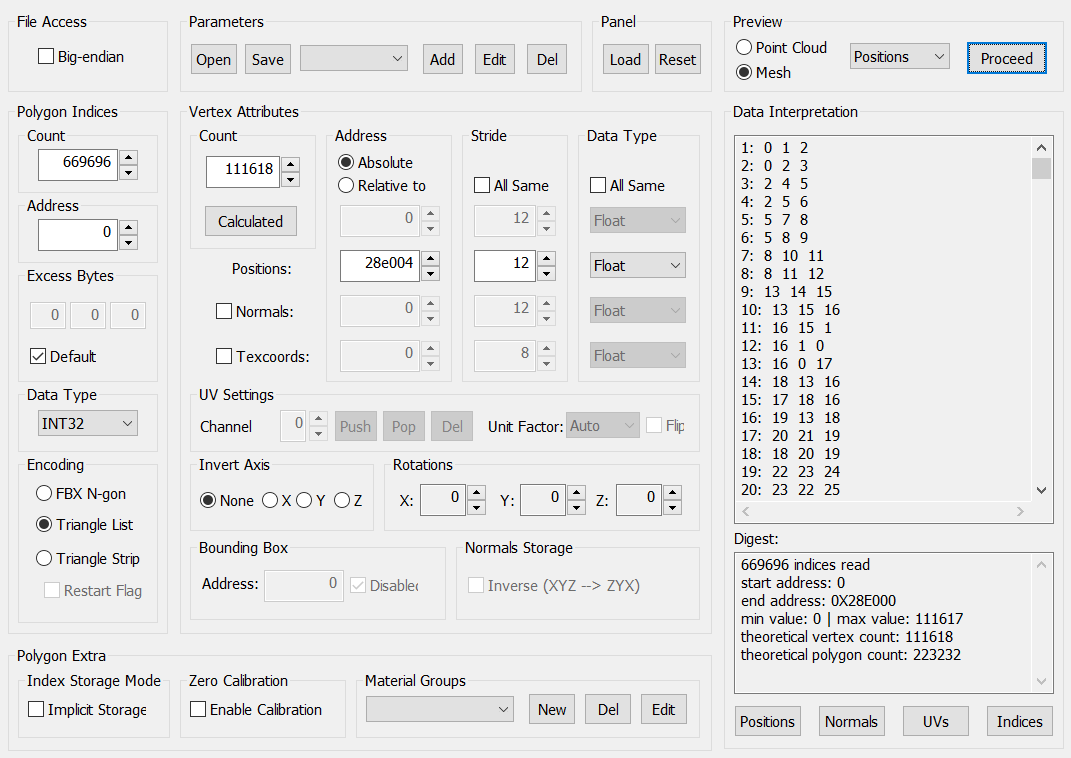 File Access
Big-endian
Parameters
Open Save Add Edit Del
Panel
Load Reset
Preview
Point Cloud
Mesh
Positions
Proceed
Polygon Indices
Count
669696
Address
0
Excess Bytes
0 0 0
Default
Data Type
INT32
Encoding
FBX N-gon
Triangle List
Triangle Strip
Restart Flag
Vertex Attributes
Count
111618
Calculated
Address
Absolute
Relative to
Stride
All Same
Data Type
All Same
0 12 Float
Positions: 28e004 12 Float
Normals: 0 12 Float
Texcoords: 0 8 Float
UV Settings
Channel 0 Push Pop Del Unit Factor: Auto Flip
Invert Axis
None X Y Z
Rotations
X: 0 Y: 0 Z: 0
Bounding Box
Address: 0 Disabled
Normals Storage
Inverse (XYZ --> ZYX)
Polygon Extra
Index Storage Mode
Implicit Storage
Zero Calibration
Enable Calibration
Material Groups
New Del Edit
Data Interpretation
1: 0 1 2
2: 0 2 3
3: 2 4 5
4: 2 5 6
5: 5 7 8
6: 5 8 9
7: 8 10 11
8: 8 11 12
9: 13 14 15
10: 13 15 16
11: 16 15 1
12: 16 1 0
13: 16 0 17
14: 18 13 16
15: 17 18 16
16: 19 13 18
17: 20 21 19
18: 18 20 19
19: 22 23 24
20: 23 22 25
Digest:
669696 indices read
start address: 0
end address: 0X28E000
min value: 0 | max value: 111617
theoretical vertex count: 111618
theoretical polygon count: 223232
Positions Normals UVs Indices